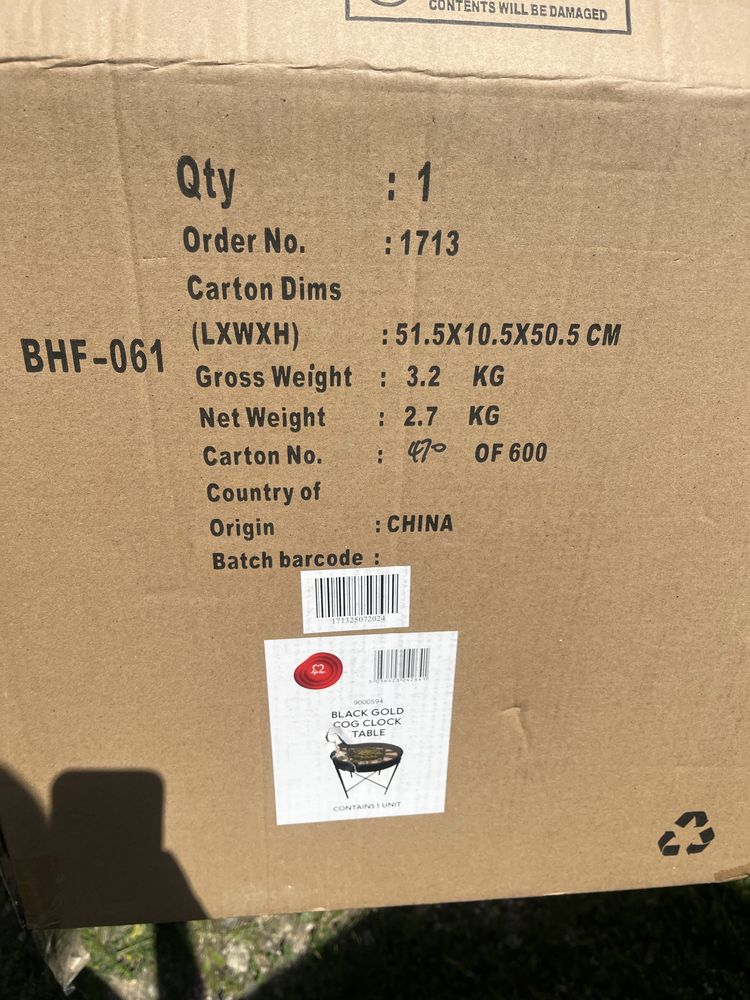 CONTENTS WILL BE DAMAGED
Qty : 1
Order No. : 1713
Carton Dims
(LXWXH) : 51.5X10.5X50.5 CM
BHF-061
Gross Weight : 3.2 KG
Net Weight : 2.7 KG
Carton No. : 470 OF 600
Country of
Origin : CHINA
Batch barcode :
171325072024
9000594
BLACK GOLD
COG CLOCK
TABLE
CONTAINS 1 UNIT